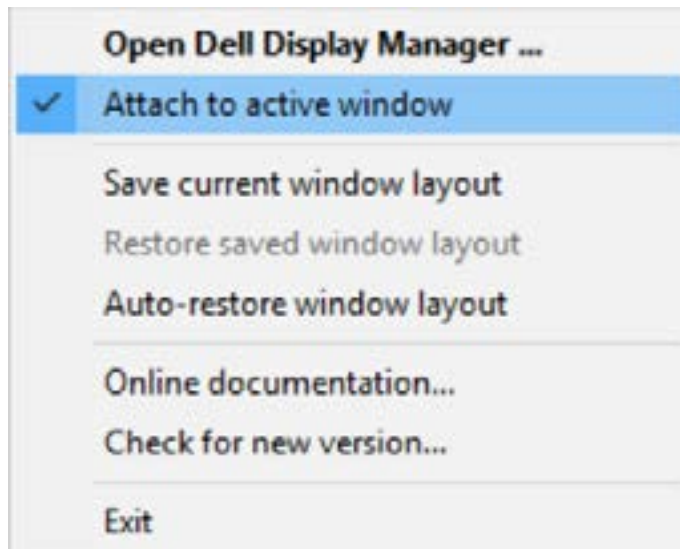 Open Dell Display Manager ...
Attach to active window
Save current window layout
Restore saved window layout
Auto-restore window layout
Online documentation...
Check for new version...
Exit